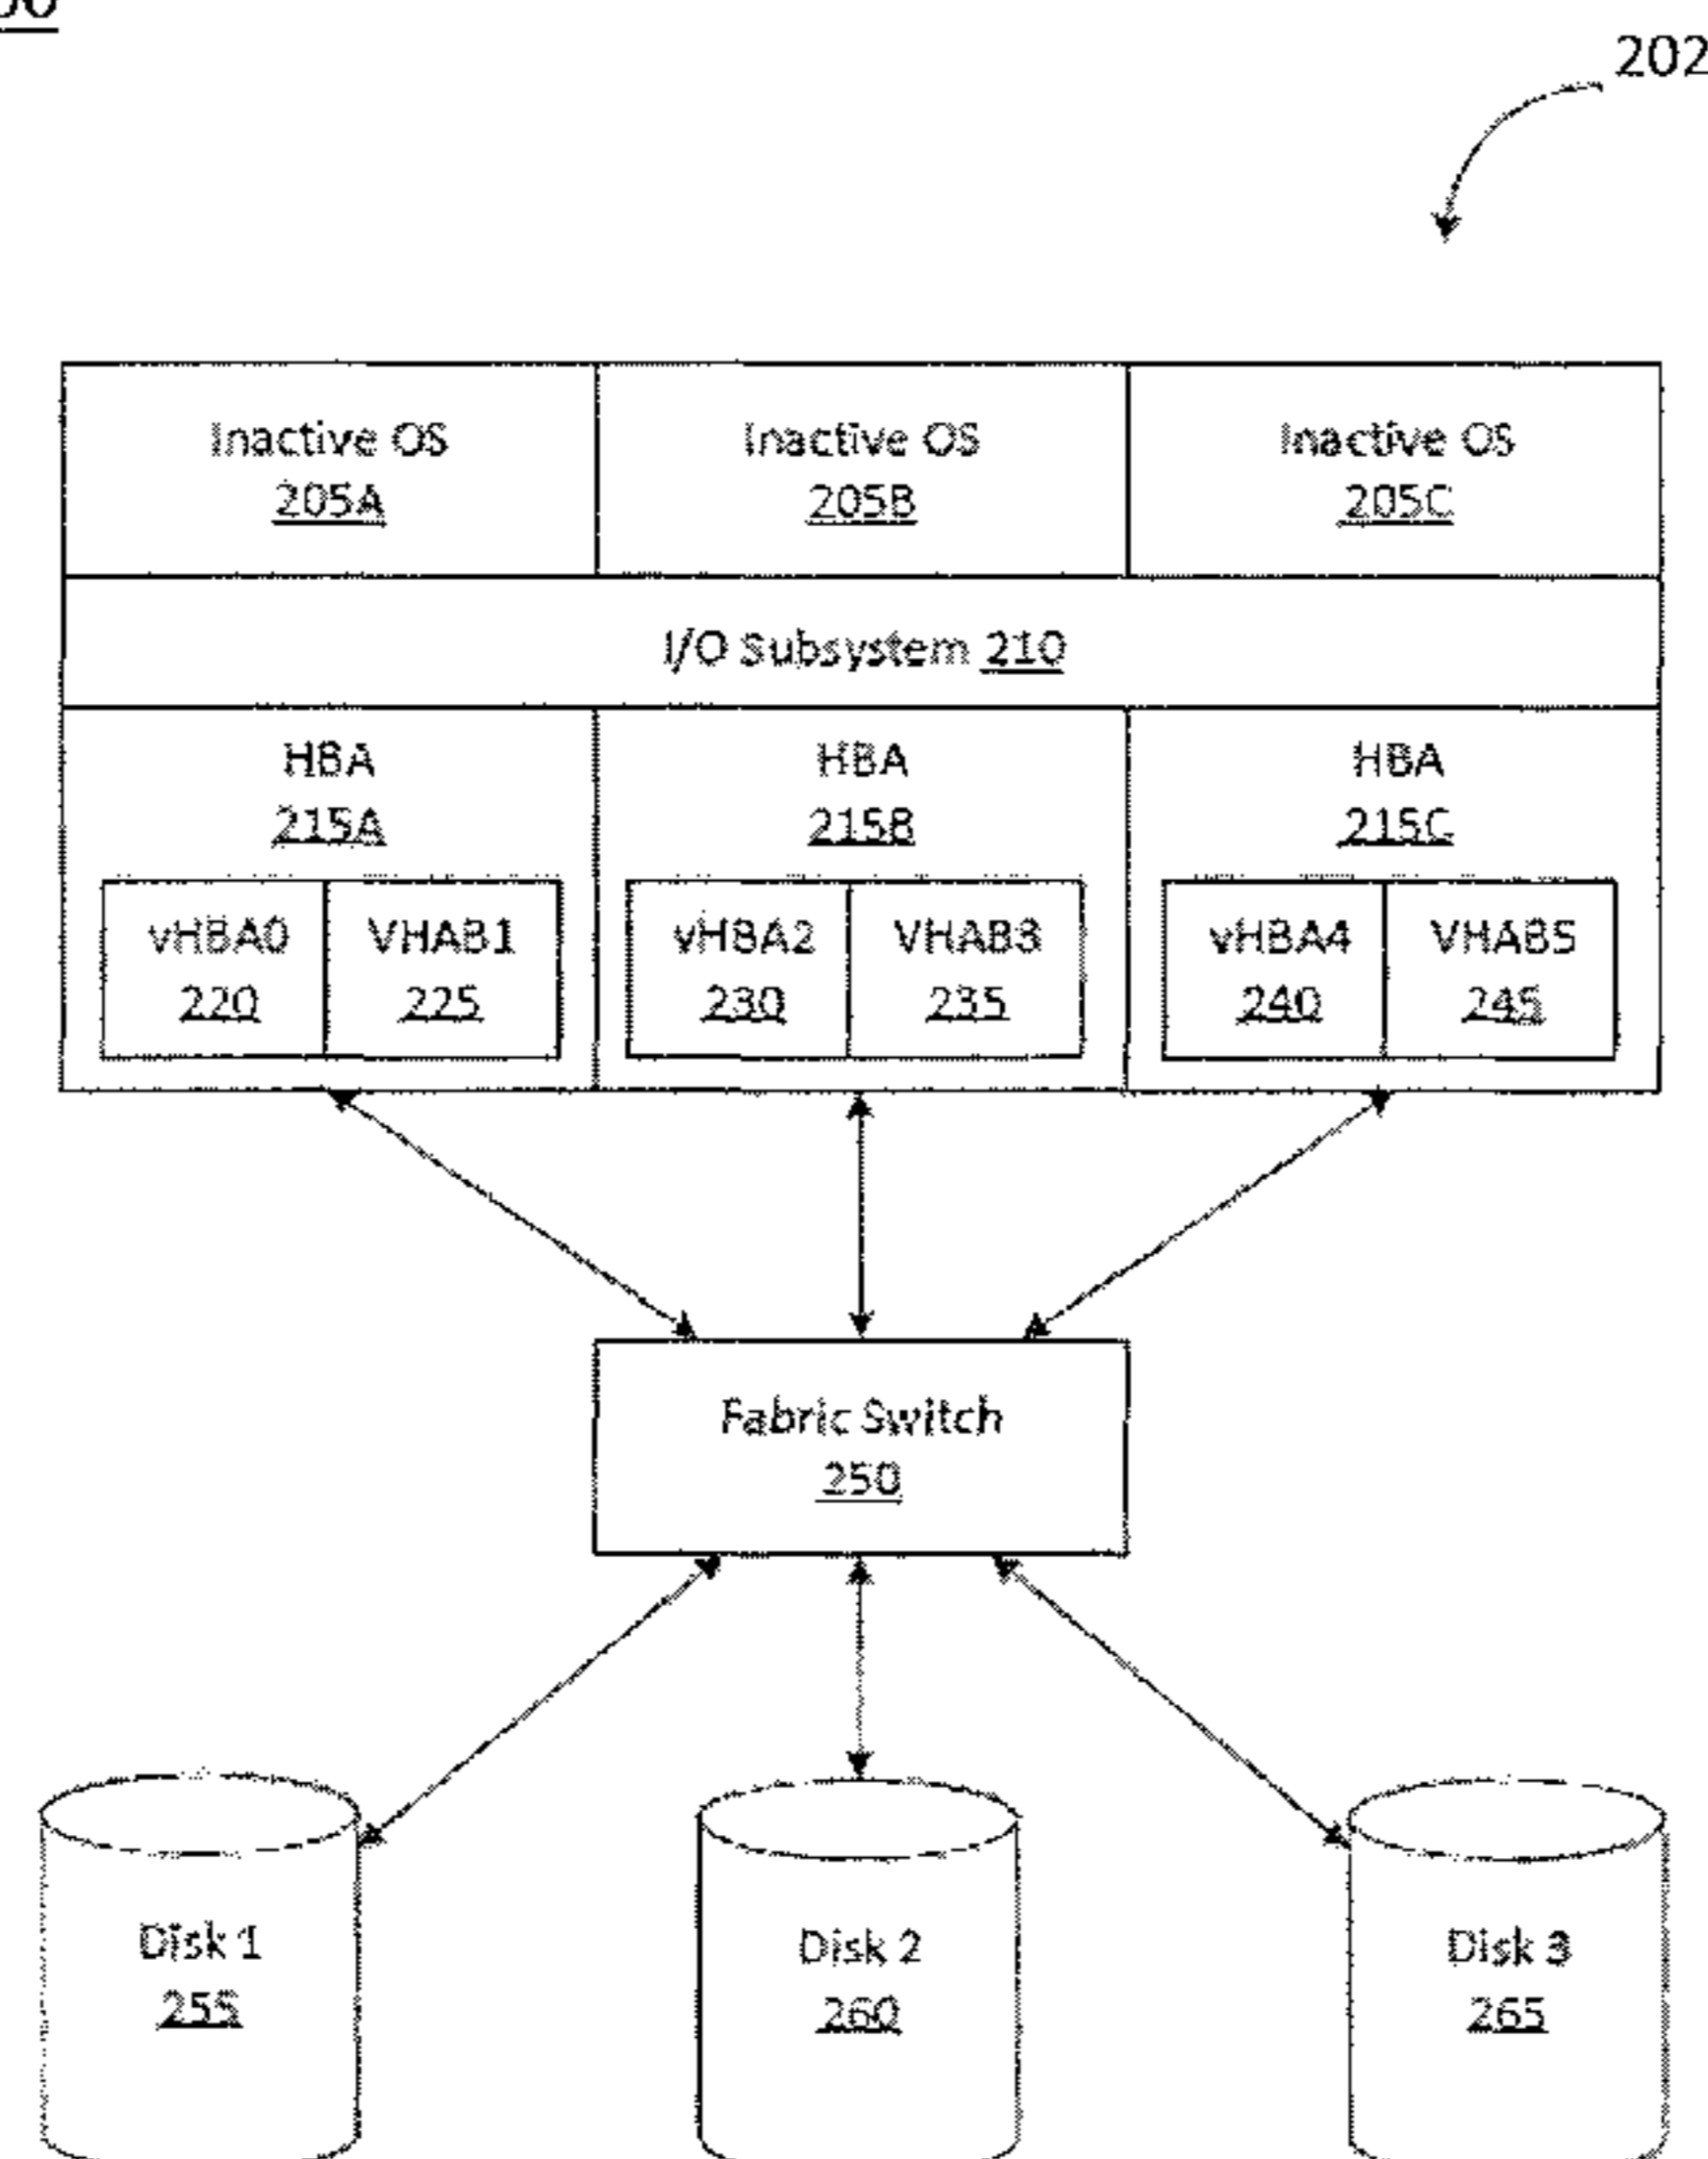 202
Inactive OS
205A
Inactive OS
205B
Inactive OS
205C
I/O Subsystem 210
HBA
215A
HBA
215B
HBA
215C
vHBA0
220
VHAB1
225
vHBA2
230
VHAB3
235
vHBA4
240
VHAB5
245
Fabric Switch
250
Disk 1
255
Disk 2
260
Disk 3
265